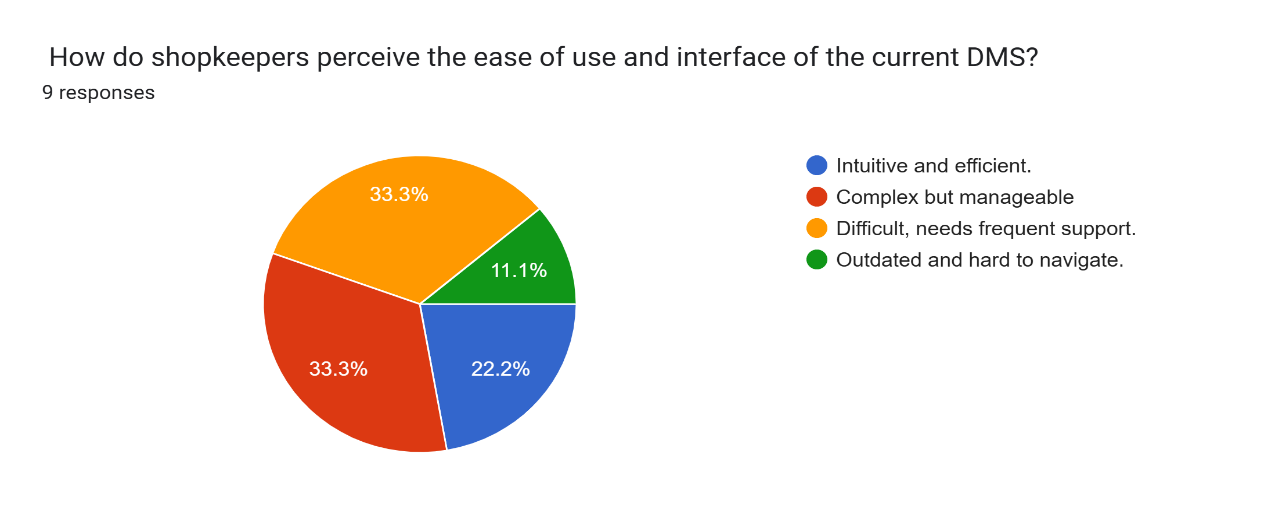 How do shopkeepers perceive the ease of use and interface of the current DMS?
9 responses
33.3%
11.1%
33.3%
22.2%
Intuitive and efficient.
Complex but manageable
Difficult, needs frequent support.
Outdated and hard to navigate.